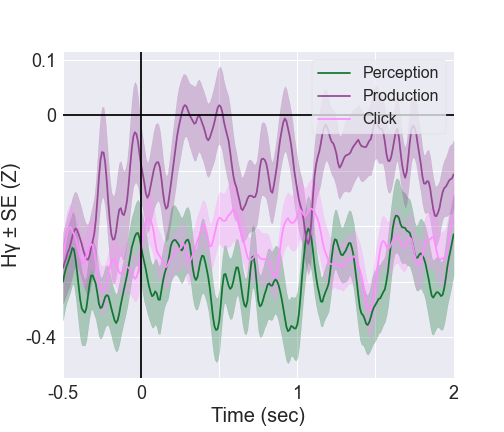 Perception
Production
Click
0.1
0
-0.4
Hγ ± SE (Z)
-0.5
0
1
2
Time (sec)